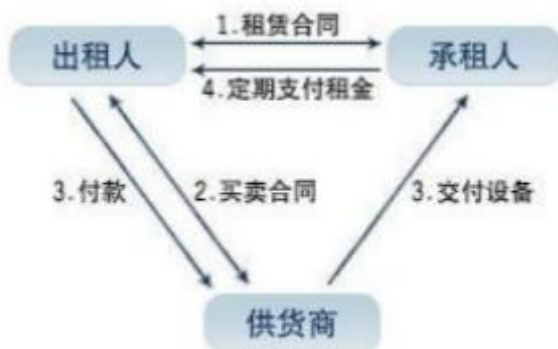 1.租赁合同
出租人
承租人
4.定期支付租金
3.付款
2.买卖合同
3.交付设备
供货商